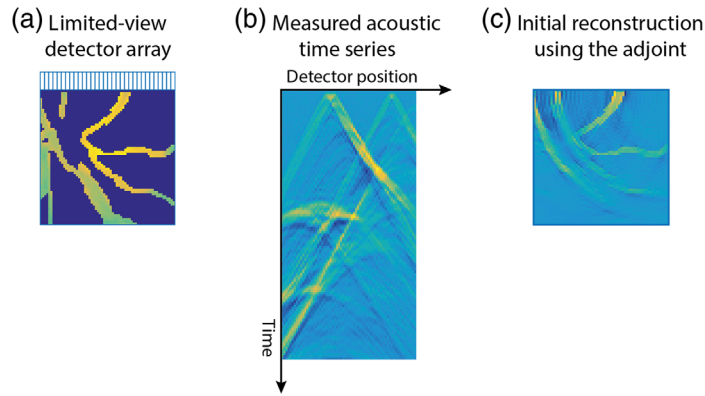 (a) Limited-view
detector array
(b) Measured acoustic
time series
Detector position
Time
(c) Initial reconstruction
using the adjoint